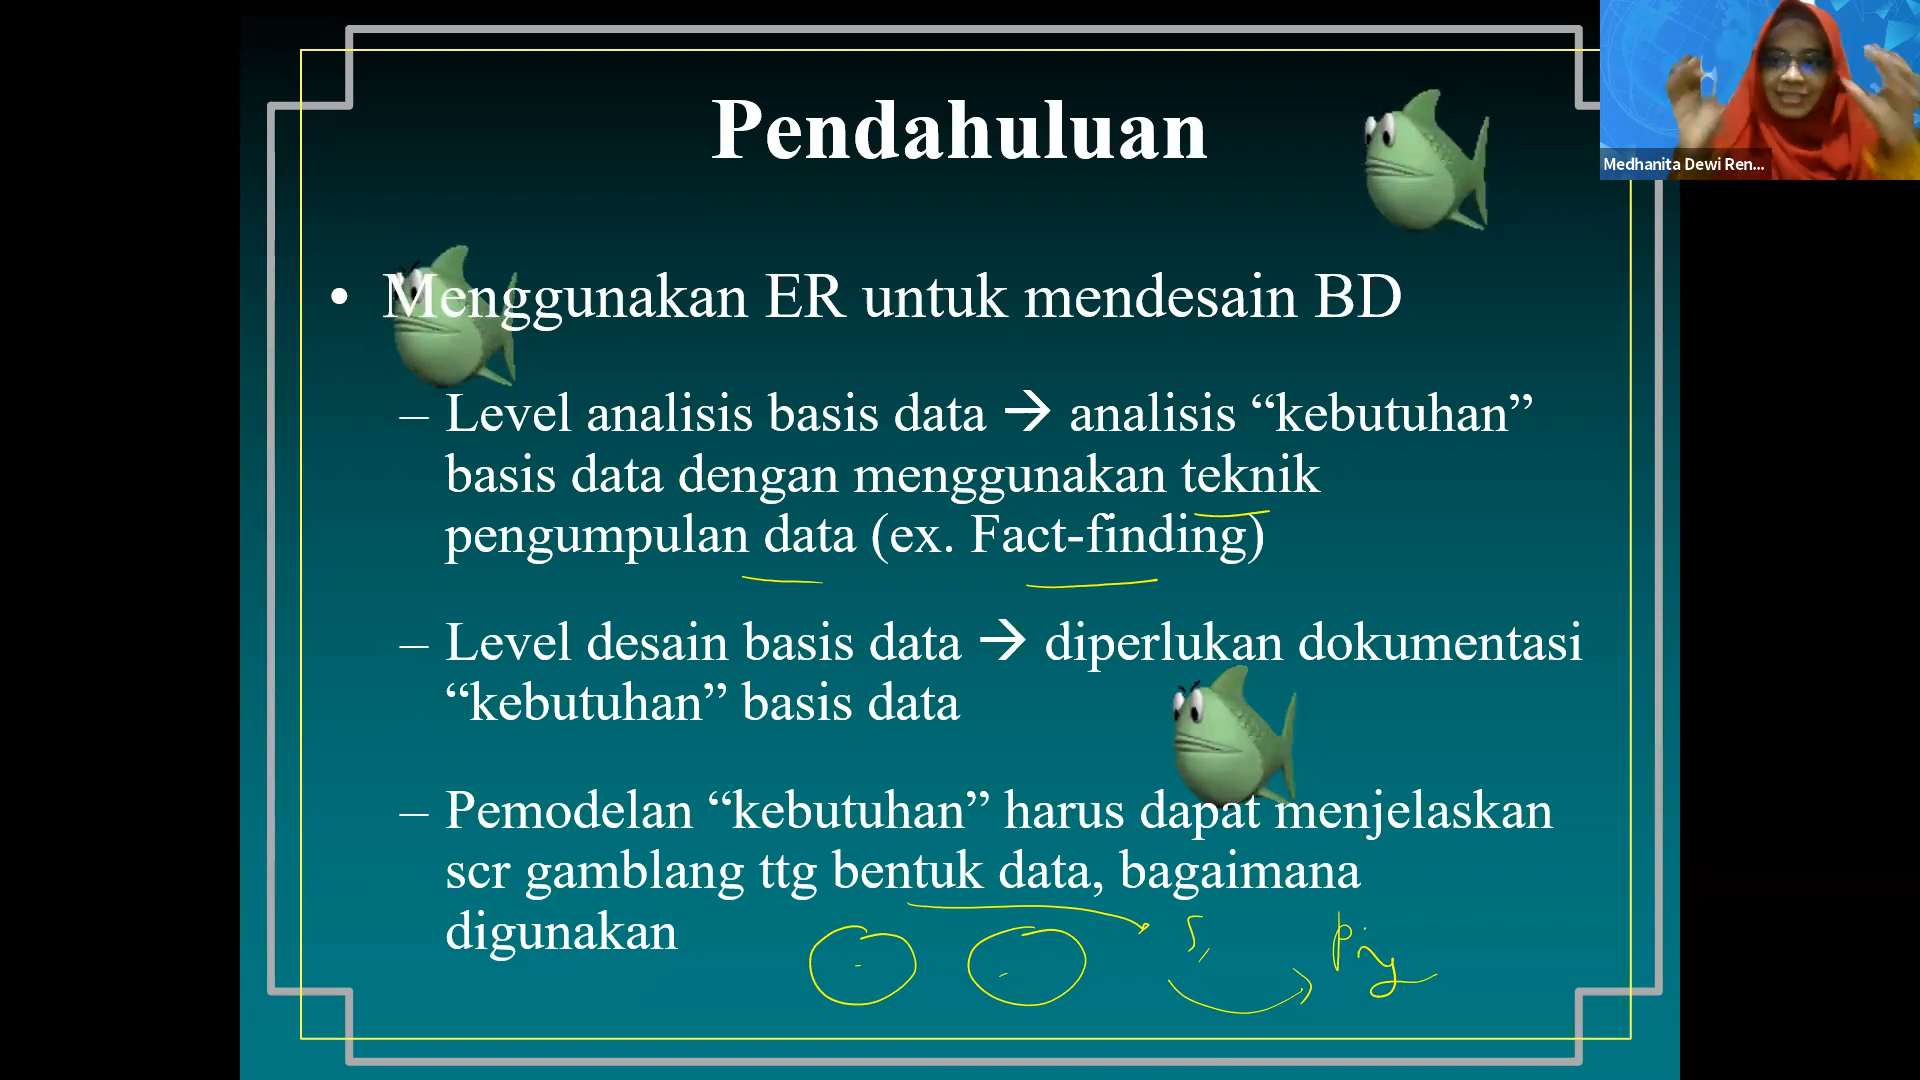 Pendahuluan
Medhanita Dewi Ren...
• Menggunakan ER untuk mendesain BD
– Level analisis basis data → analisis “kebutuhan”
basis data dengan menggunakan teknik
pengumpulan data (ex. Fact-finding)
– Level desain basis data → diperlukan dokumentasi
“kebutuhan” basis data
– Pemodelan “kebutuhan” harus dapat menjelaskan
scr gamblang ttg bentuk data, bagaimana
digunakan